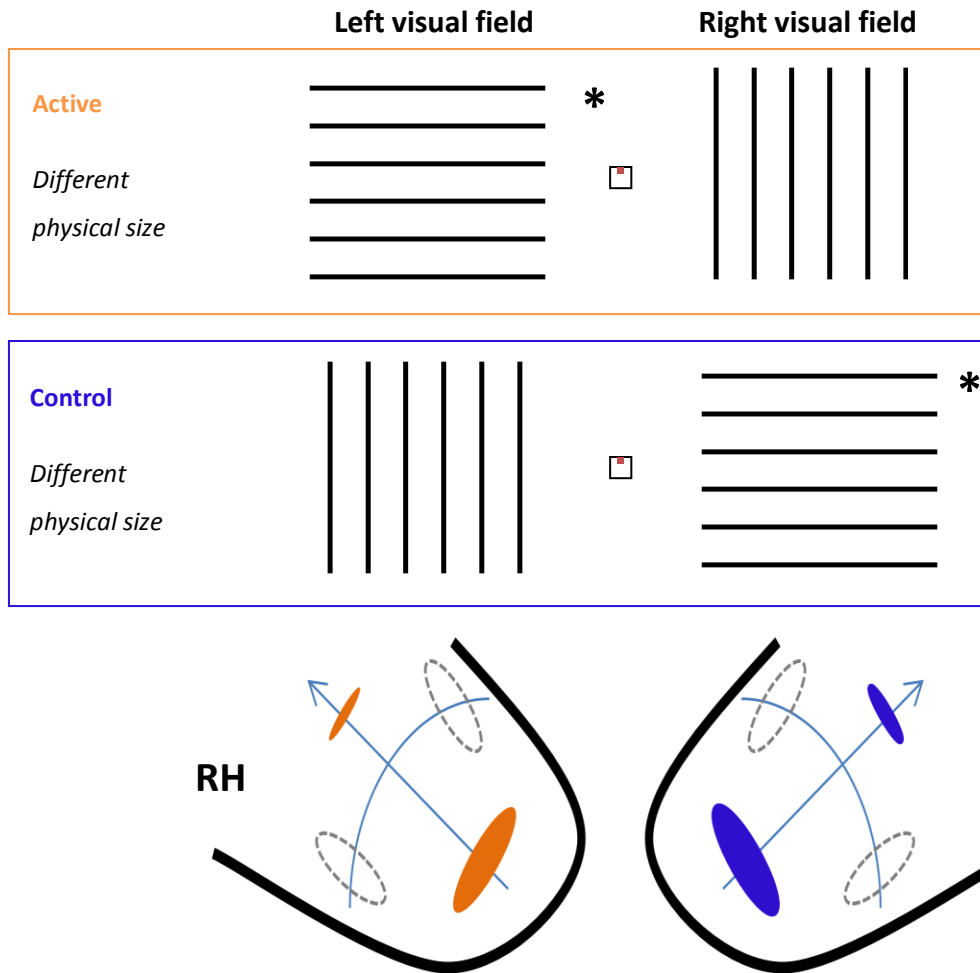 Left visual field
Right visual field
Active
*
Different
physical size
Control
*
Different
physical size
RH